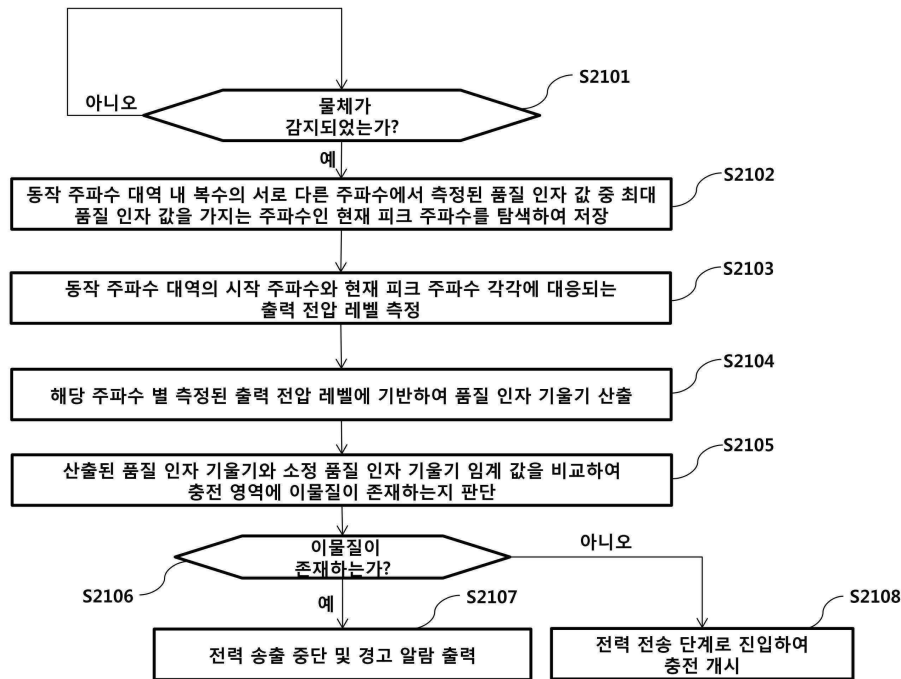 S2101
아니오
물체가
감지되었는가?
예
S2102
동작 주파수 대역 내 복수의 서로 다른 주파수에서 측정된 품질 인자 값 중 최대
품질 인자 값을 가지는 주파수인 현재 피크 주파수를 탐색하여 저장
S2103
동작 주파수 대역의 시작 주파수와 현재 피크 주파수 각각에 대응되는
출력 전압 레벨 측정
S2104
해당 주파수 별 측정된 출력 전압 레벨에 기반하여 품질 인자 기울기 산출
S2105
산출된 품질 인자 기울기와 소정 품질 인자 기울기 임계 값을 비교하여
충전 영역에 이물질이 존재하는지 판단
이물질이
존재하는가?
아니오
S2106
예
S2107
S2108
전력 송출 중단 및 경고 알람 출력
전력 전송 단계로 진입하여
충전 개시